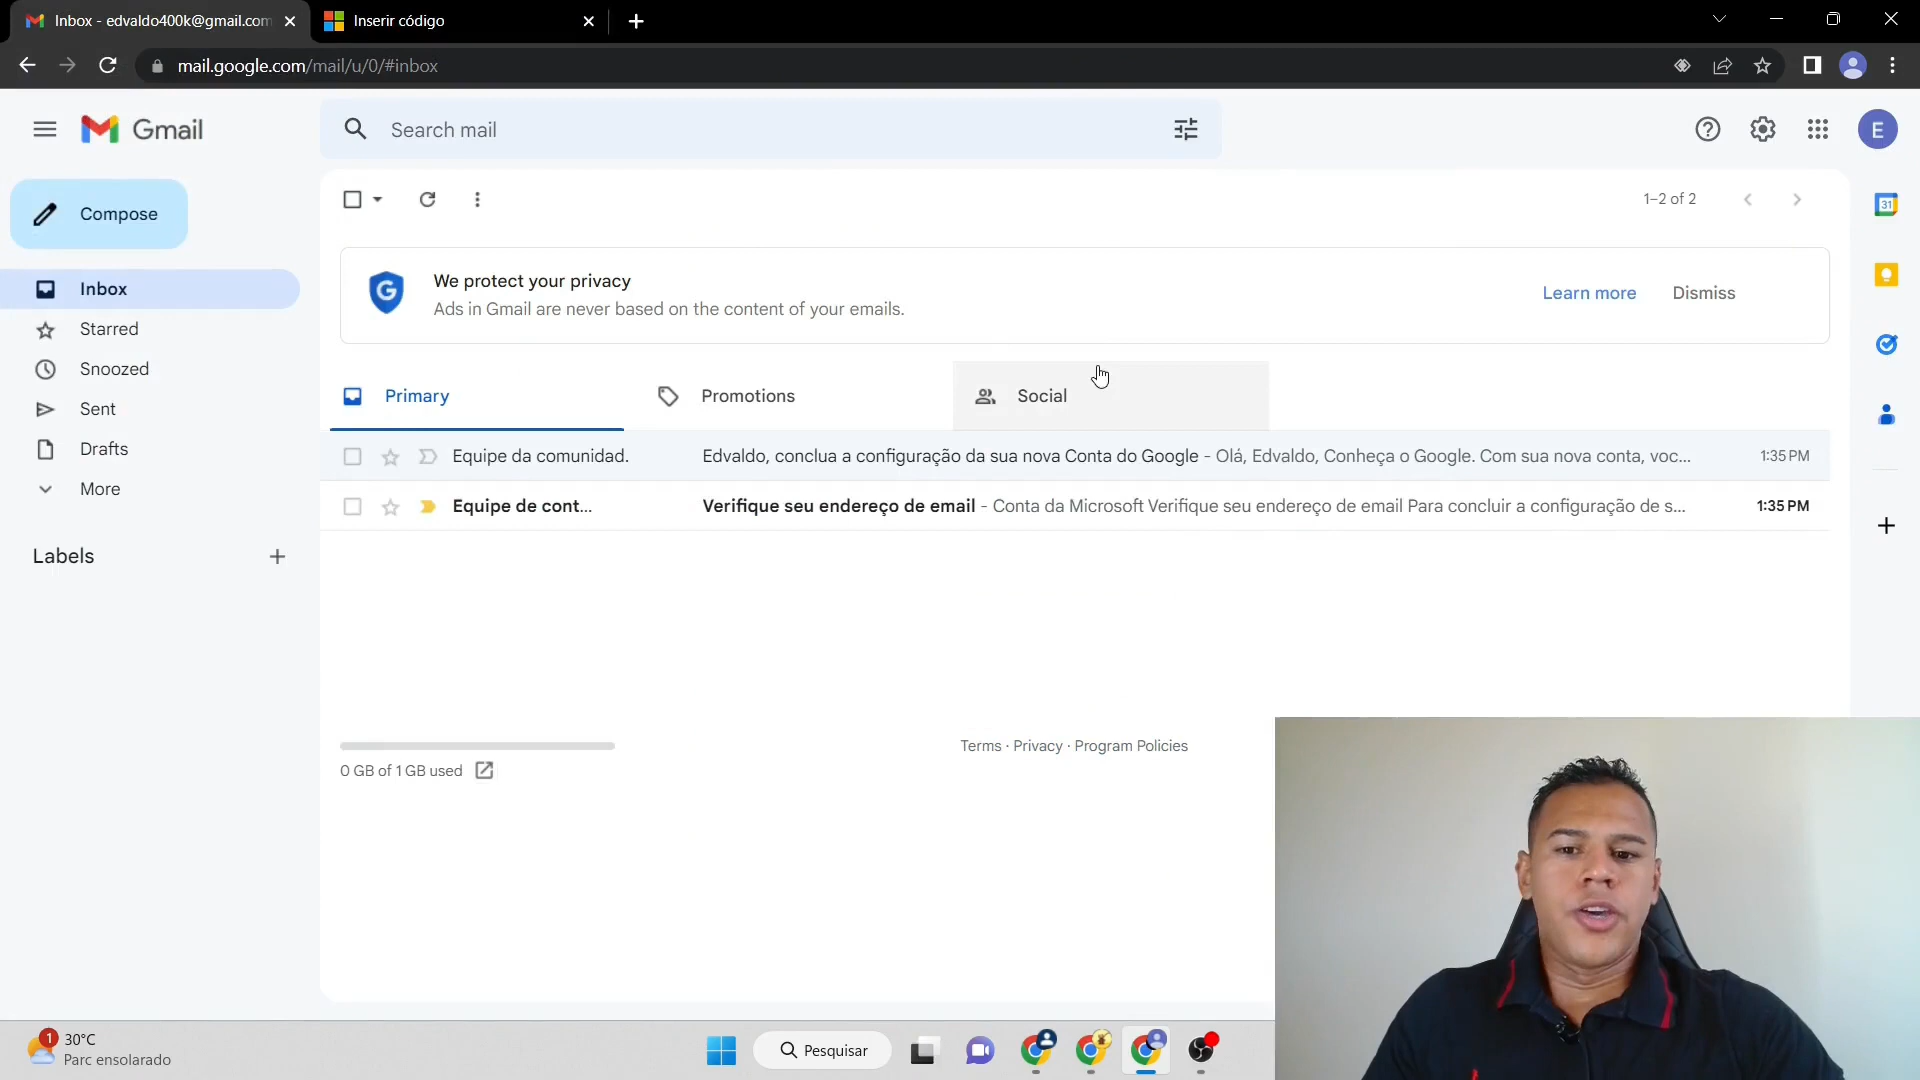 Inbox - edvaldo400k@gmail.com
Inserir código
mail.google.com/mail/u/0/#inbox
Gmail
Search mail
E
Compose
1–2 of 2
31
We protect your privacy
Ads in Gmail are never based on the content of your emails.
Learn more
Dismiss
Inbox
Starred
Snoozed
Sent
Drafts
More
Labels
Primary
Promotions
Social
Equipe da comunidad. Edvaldo, conclua a configuração da sua nova Conta do Google - Olá, Edvaldo, Conheça o Google. Com sua nova conta, voc... 1:35 PM
Equipe de cont... Verifique seu endereço de email - Conta da Microsoft Verifique seu endereço de email Para concluir a configuração de s... 1:35 PM
0 GB of 1 GB used
Terms · Privacy · Program Policies
1
30°C
Parc ensolarado
Pesquisar